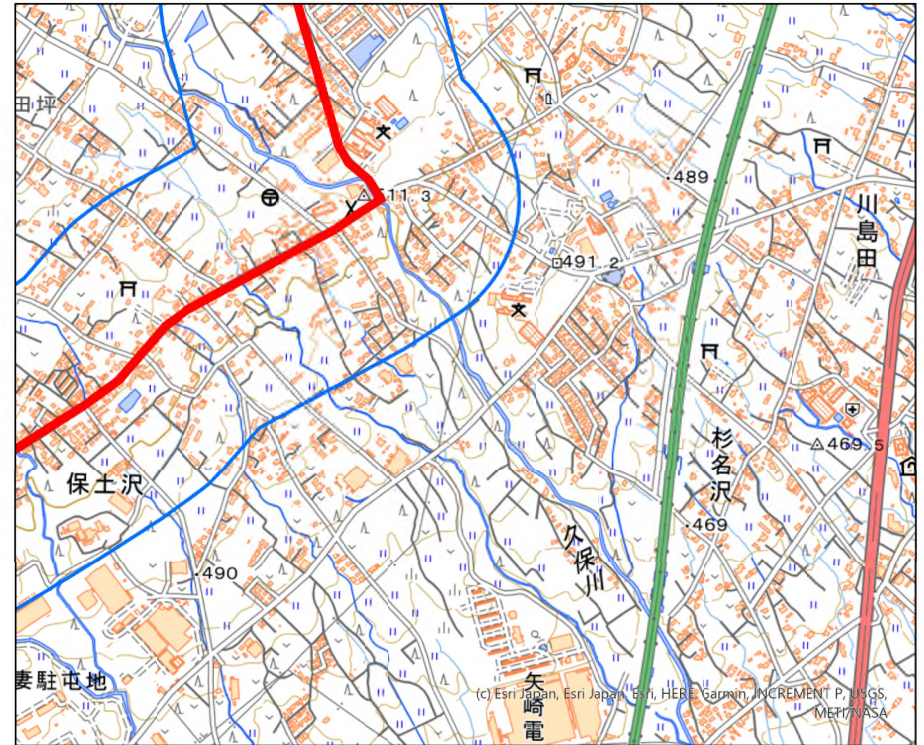 田坪
511.3
489
川島田
491.2
杉名沢
469.5
保土沢
469
久保川
490
妻駐屯地
矢崎電
(c) Esri Japan, Esri Japan, Esri, HERE, Garmin, INCREMENT P, USGS,
METI/NASA